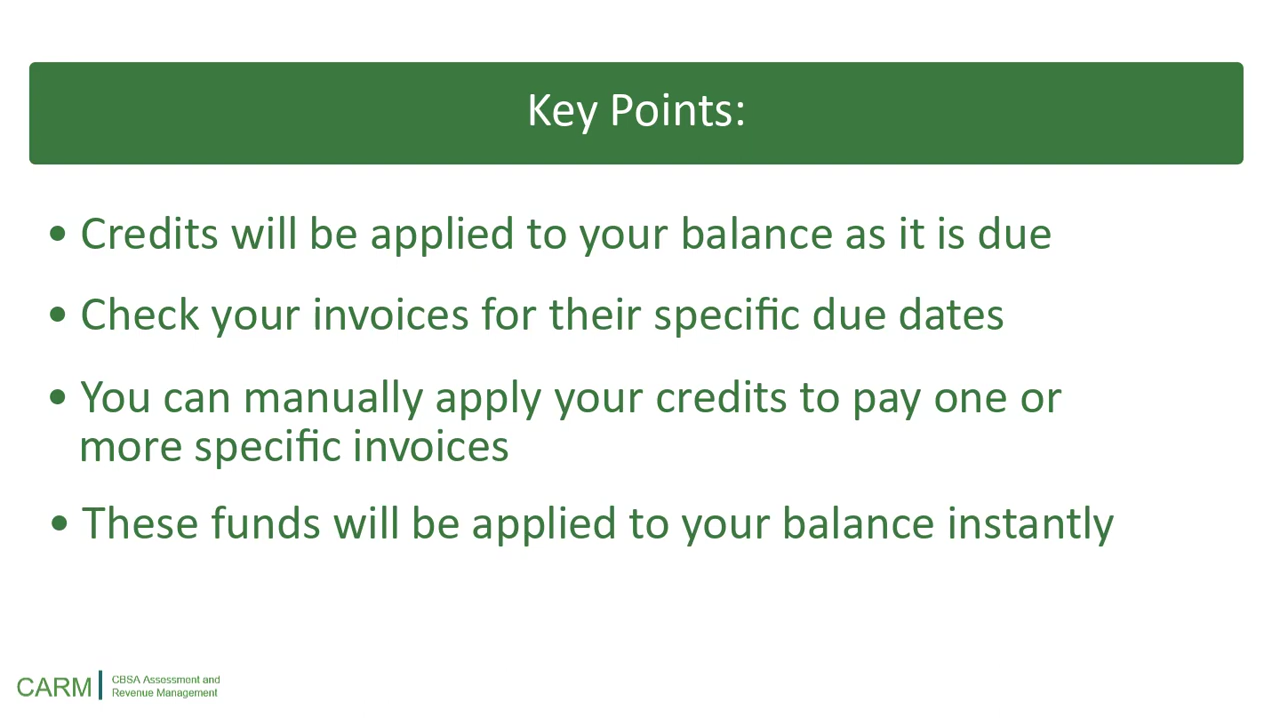 Key Points:
• Credits will be applied to your balance as it is due
• Check your invoices for their specific due dates
• You can manually apply your credits to pay one or
more specific invoices
• These funds will be applied to your balance instantly
CARM | CBSA Assessment and
Revenue Management